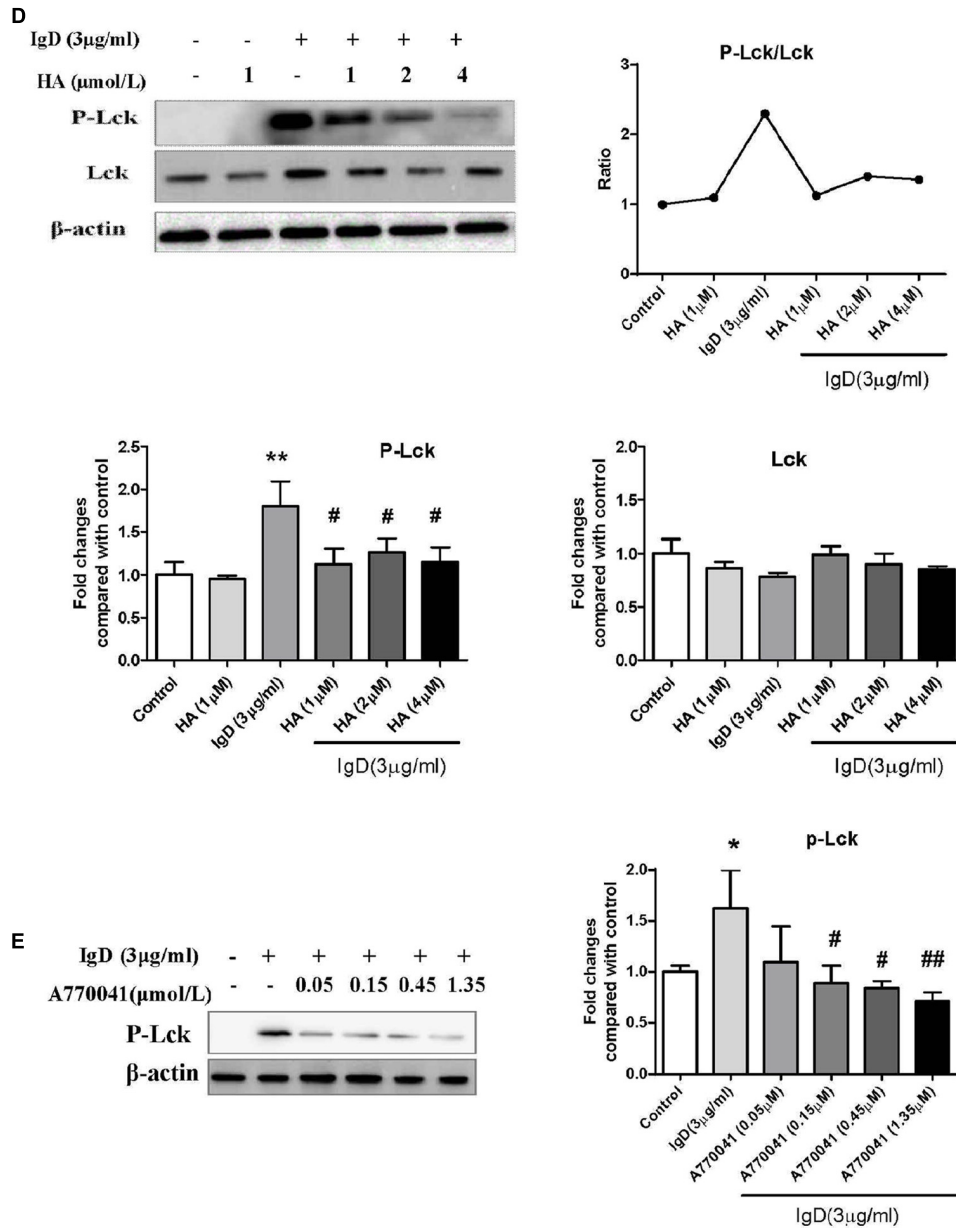 D
IgD (3μg/ml) - - + + + +
HA (μmol/L) - 1 - 1 2 4
P-Lck
Lck
β-actin
P-Lck/Lck
Ratio
3
2
1
0
Control
HA (1μM)
IgD (3μg/ml)
HA (1μM)
HA (2μM)
HA (4μM)
IgD(3μg/ml)
P-Lck
Fold changes
compared with control
2.5
2.0
1.5
1.0
0.5
0.0
**
#
#
#
Control
HA (1μM)
IgD (3μg/ml)
HA (1μM)
HA (2μM)
HA (4μM)
IgD(3μg/ml)
Lck
Fold changes
compared with control
2.0
1.5
1.0
0.5
0.0
Control
HA (1μM)
IgD (3μg/ml)
HA (1μM)
HA (2μM)
HA (4μM)
IgD(3μg/ml)
E
IgD (3μg/ml) - + + + + +
A770041(μmol/L) - - 0.05 0.15 0.45 1.35
P-Lck
β-actin
p-Lck
Fold changes
compared with control
2.0
1.5
1.0
0.5
0.0
*
#
#
##
Control
IgD(3μg/ml)
A770041 (0.05μM)
A770041 (0.15μM)
A770041 (0.45μM)
A770041 (1.35μM)
IgD(3μg/ml)